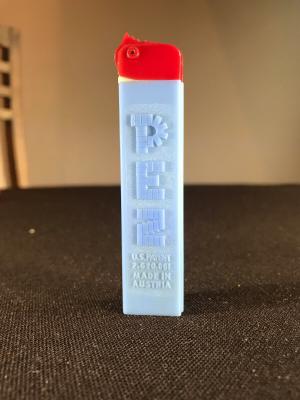 PEZ
U.S. PATENT
2,620,061
MADE IN
AUSTRIA